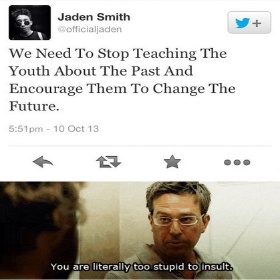 Jaden Smith
@officialjaden
We Need To Stop Teaching The
Youth About The Past And
Encourage Them To Change The
Future.
5:51pm - 10 Oct 13
You are literally too stupid to insult.